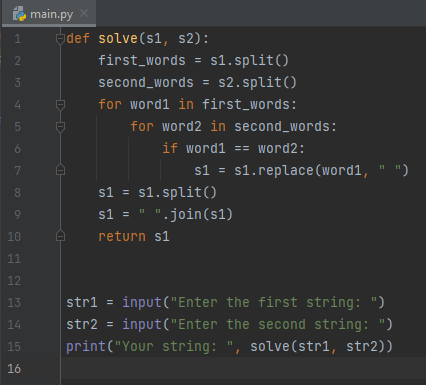 main.py
1 def solve(s1, s2):
2 first_words = s1.split()
3 second_words = s2.split()
4 for word1 in first_words:
5 for word2 in second_words:
6 if word1 == word2:
7 s1 = s1.replace(word1, " ")
8 s1 = s1.split()
9 s1 = " ".join(s1)
10 return s1
11
12
13 str1 = input("Enter the first string: ")
14 str2 = input("Enter the second string: ")
15 print("Your string: ", solve(str1, str2))
16